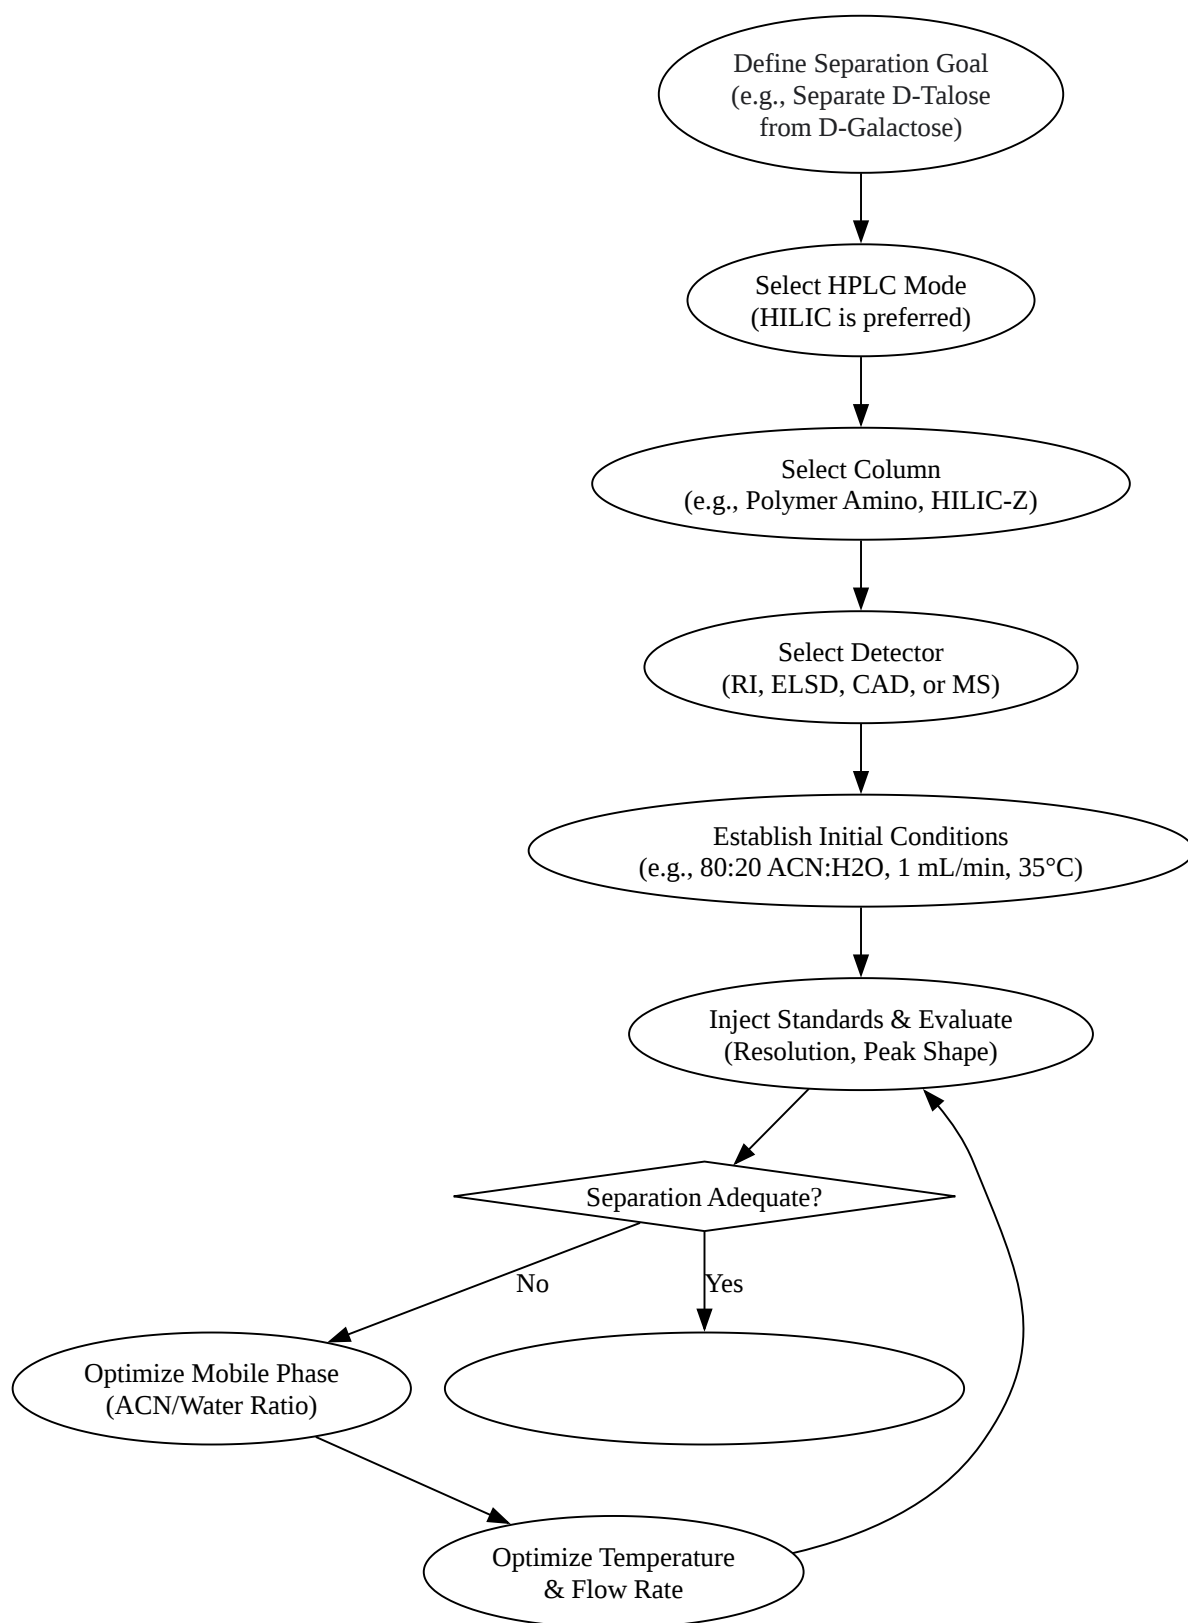 Define Separation Goal
(e.g., Separate D-Talose
from D-Galactose)
Select HPLC Mode
(HILIC is preferred)
Select Column
(e.g., Polymer Amino, HILIC-Z)
Select Detector
(RI, ELSD, CAD, or MS)
Establish Initial Conditions
(e.g., 80:20 ACN:H2O, 1 mL/min, 35°C)
Inject Standards & Evaluate
(Resolution, Peak Shape)
Separation Adequate?
No
Yes
Optimize Mobile Phase
(ACN/Water Ratio)
Optimize Temperature
& Flow Rate